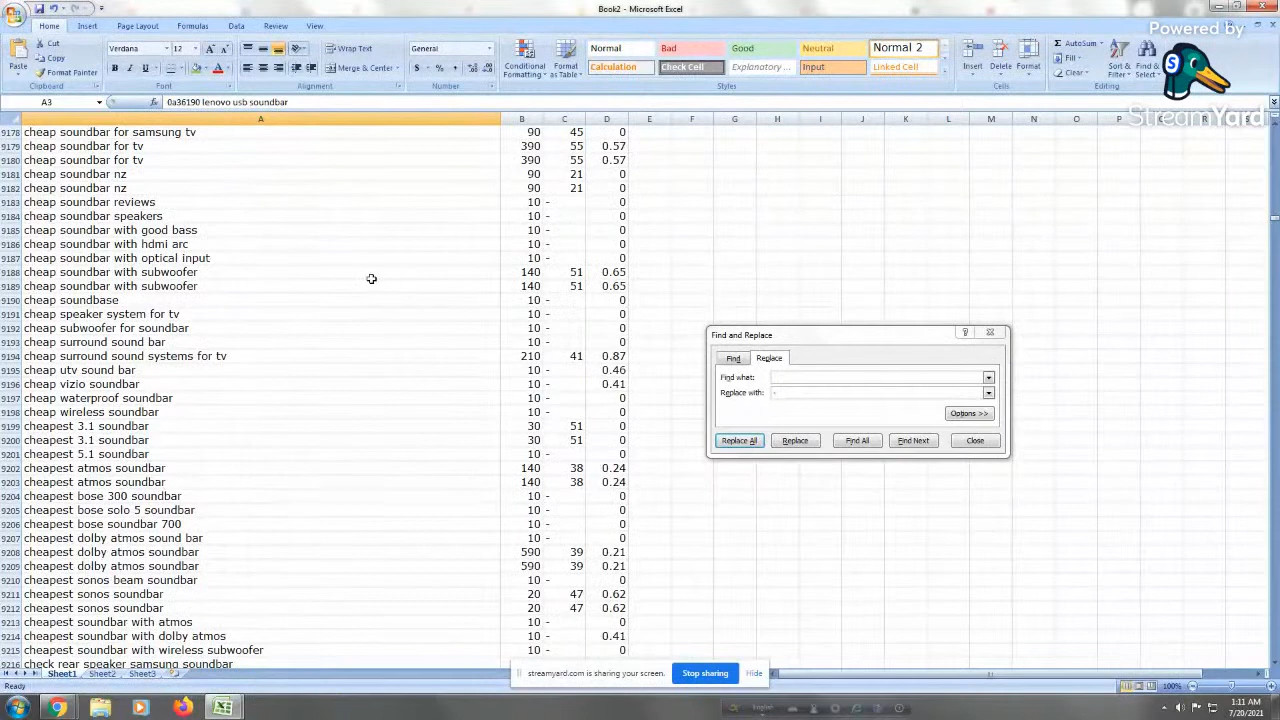 Book2 - Microsoft Excel
Home Insert Page Layout Formulas Data Review View
Powered by
StreamYard
Paste
Cut
Copy
Format Painter
Clipboard
Verdana 12
Font
Wrap Text
Merge & Center
Alignment
General
Number
Conditional Formatting
Format as Table
Normal Bad Good Neutral Normal 2
Calculation Check Cell Explanatory ... Input Linked Cell
Styles
Insert Delete Format
Cells
AutoSum
Fill
Clear
Sort & Filter
Find & Select
Editing
A3 0a36190 lenovo usb soundbar
A C D E F G H I J K L M N O P
9178 cheap soundbar for samsung tv 90 45 0
9179 cheap soundbar for tv 390 55 0.57
9180 cheap soundbar for tv 390 55 0.57
9181 cheap soundbar nz 90 21 0
9182 cheap soundbar nz 90 21 0
9183 cheap soundbar reviews 10 - 0
9184 cheap soundbar speakers 10 - 0
9185 cheap soundbar with good bass 10 - 0
9186 cheap soundbar with hdmi arc 10 - 0
9187 cheap soundbar with optical input 10 - 0
9188 cheap soundbar with subwoofer 140 51 0.65
9189 cheap soundbar with subwoofer 140 51 0.65
9190 cheap soundbase 10 - 0
9191 cheap speaker system for tv 10 - 0
9192 cheap subwoofer for soundbar 10 - 0
9193 cheap surround sound bar 10 - 0
9194 cheap surround sound systems for tv 210 41 0.87
9195 cheap utv sound bar 10 - 0.46
9196 cheap vizio soundbar 10 - 0.41
9197 cheap waterproof soundbar 10 - 0
9198 cheap wireless soundbar 10 - 0
9199 cheapest 3.1 soundbar 30 51 0
9200 cheapest 3.1 soundbar 30 51 0
9201 cheapest 5.1 soundbar 10 - 0
9202 cheapest atmos soundbar 140 38 0.24
9203 cheapest atmos soundbar 140 38 0.24
9204 cheapest bose 300 soundbar 10 - 0
9205 cheapest bose solo 5 soundbar 10 - 0
9206 cheapest bose soundbar 700 10 - 0
9207 cheapest dolby atmos sound bar 10 - 0
9208 cheapest dolby atmos soundbar 590 39 0.21
9209 cheapest dolby atmos soundbar 590 39 0.21
9210 cheapest sonos beam soundbar 10 - 0
9211 cheapest sonos soundbar 20 47 0.62
9212 cheapest sonos soundbar 20 47 0.62
9213 cheapest soundbar with atmos 10 - 0
9214 cheapest soundbar with dolby atmos 10 - 0.41
9215 cheapest soundbar with wireless subwoofer 10 - 0
9216 check rear speaker samsung soundbar
Find and Replace
Find Replace
Find what:
Replace with: -
Options >>
Replace All Replace Find All Find Next Close
streamyard.com is sharing your screen. Stop sharing Hide
Sheet1 Sheet2 Sheet3
Ready
100%
English
1:11 AM
7/20/2021